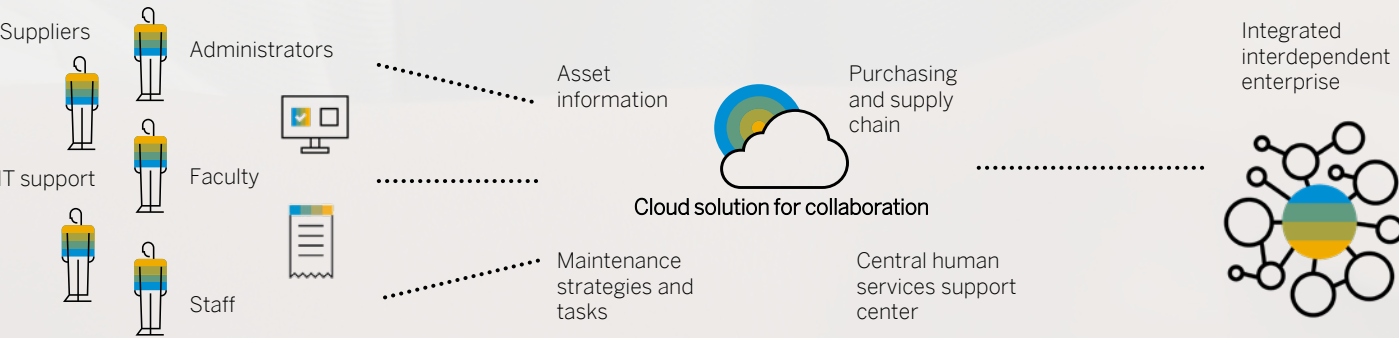 Suppliers
Administrators
IT support
Faculty
Staff
Asset
information
Purchasing
and supply
chain
Cloud solution for collaboration
Maintenance
strategies and
tasks
Central human
services support
center
Integrated
interdependent
enterprise